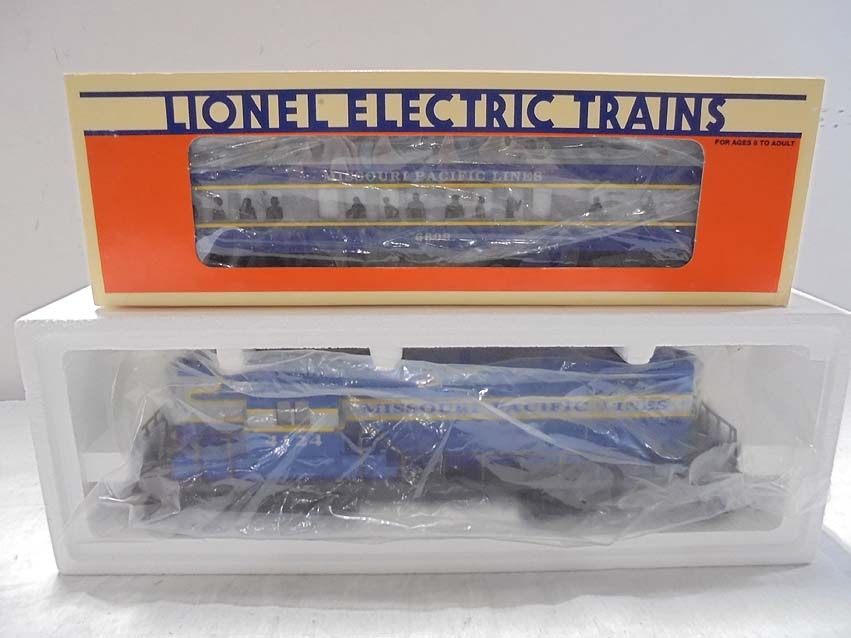 LIONEL ELECTRIC TRAINS
FOR AGES 8 TO ADULT
MISSOURI PACIFIC LINES
MISSOURI PACIFIC LINES